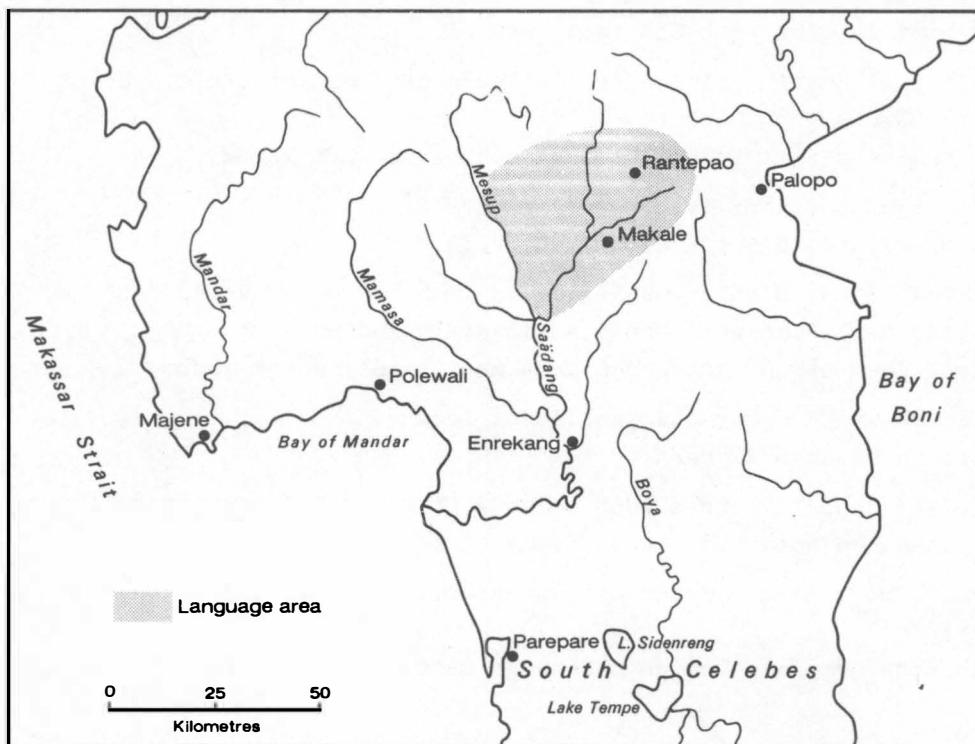 Rantepao
Palopo
Mesup
Makale
Mandar
Mamasa
Saädang
Makassar Strait
Bay of
Boni
Polewali
Majene
Bay of Mandar
Enrekang
Boya
Language area
Parepare
L. Sidenreng
South Celebes
Lake Tempe
0 25 50
Kilometres